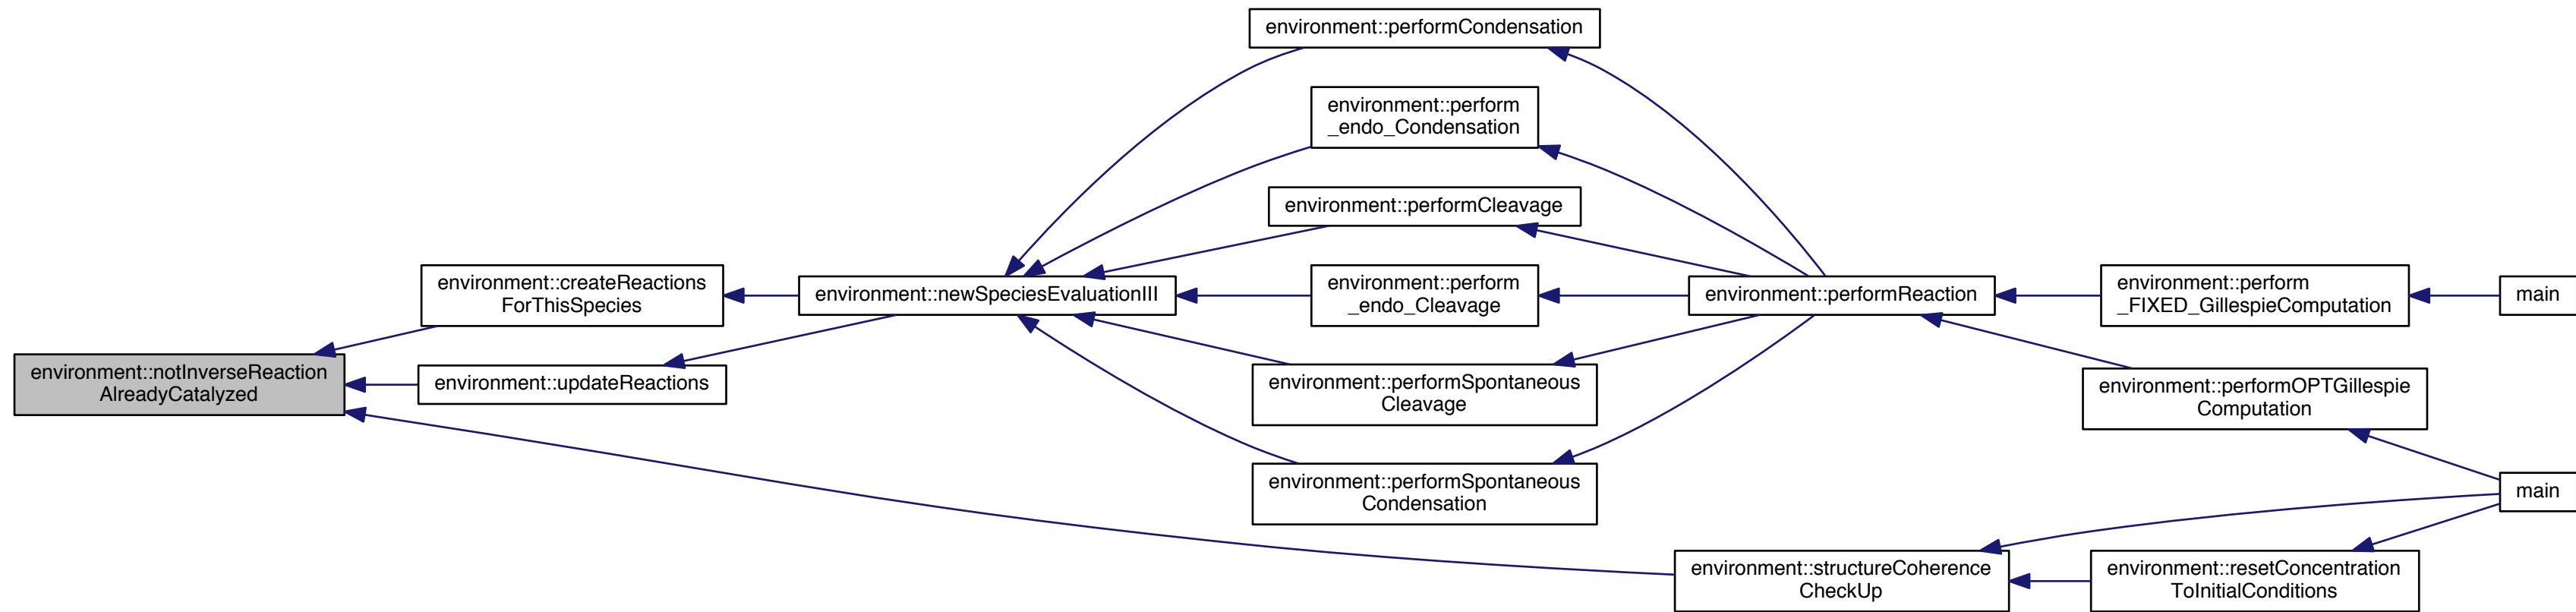 environment::performCondensation
environment::perform
_endo_Condensation
environment::performCleavage
environment::createReactions
ForThisSpecies
environment::newSpeciesEvaluationIII
environment::perform
_endo_Cleavage
environment::performReaction
environment::perform
_FIXED_GillespieComputation
main
environment::notInverseReaction
AlreadyCatalyzed
environment::updateReactions
environment::performSpontaneous
Cleavage
environment::performOPTGillespie
Computation
environment::performSpontaneous
Condensation
main
environment::structureCoherence
CheckUp
environment::resetConcentration
ToInitialConditions